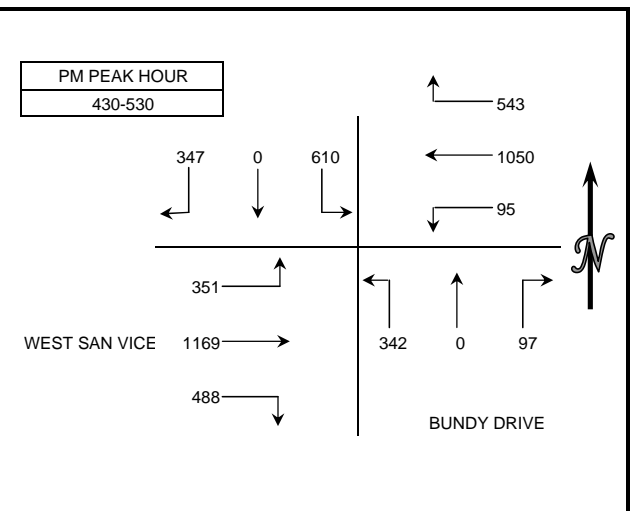 PM PEAK HOUR
430-530
543
347 0 610
1050
95
N
351
WEST SAN VICE 1169
342 0 97
488
BUNDY DRIVE